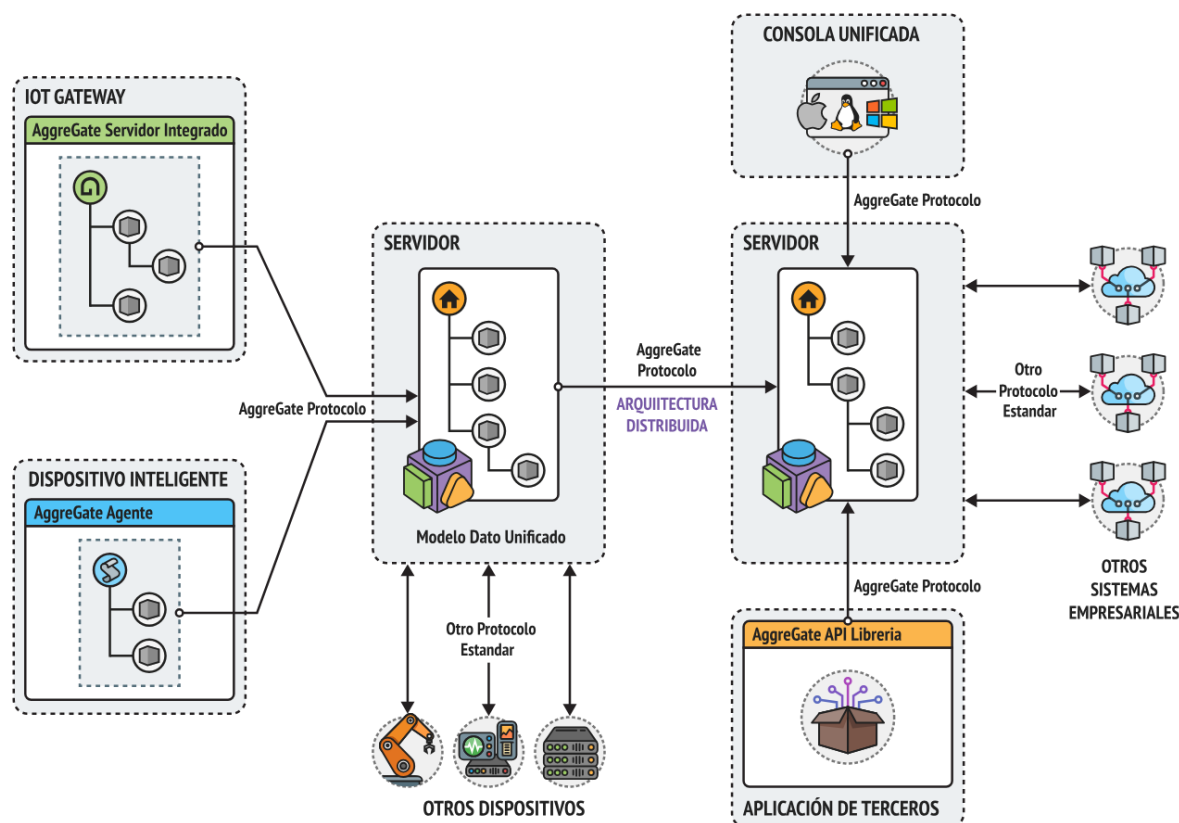 CONSOLA UNIFICADA
IOT GATEWAY
AggreGate Servidor Integrado
AggreGate Protocolo
SERVIDOR
SERVIDOR
AggreGate
Protocolo
ARQUIITECTURA
DISTRIBUIDA
Otro
Protocolo
Estandar
AggreGate Protocolo
DISPOSITIVO INTELIGENTE
AggreGate Agente
Modelo Dato Unificado
OTROS
SISTEMAS
EMPRESARIALES
AggreGate Protocolo
Otro Protocolo
Estandar
AggreGate API Libreria
OTROS DISPOSITIVOS
APLICACIÓN DE TERCEROS